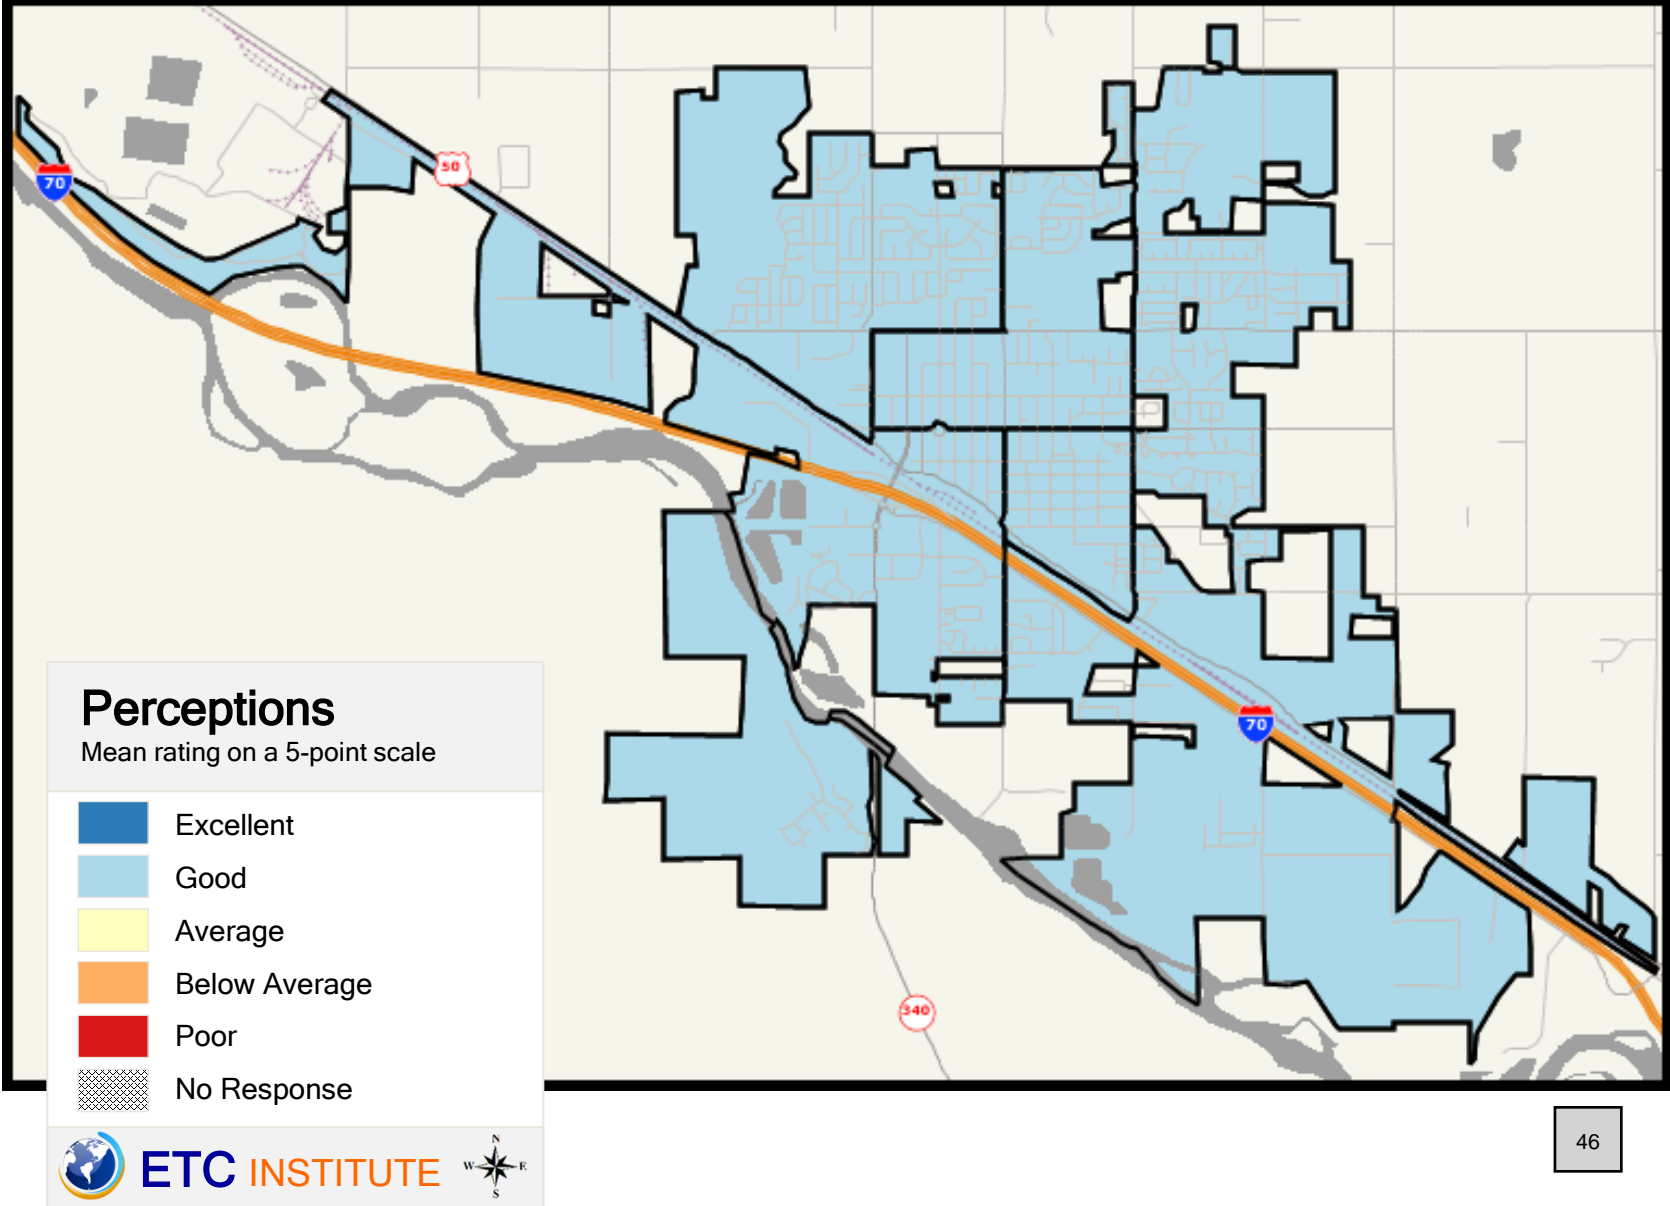 50
70
70
340
Perceptions
Mean rating on a 5-point scale
Excellent
Good
Average
Below Average
Poor
No Response
ETC INSTITUTE
N
W E
S
46